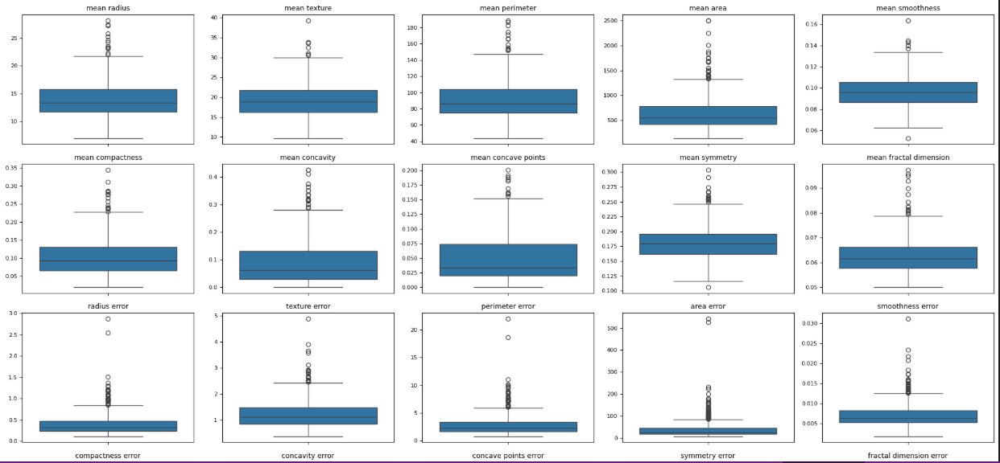 mean radius mean texture mean perimeter mean area mean smoothness
25 20 15 10
40 35 30 25 20 15 10
180 160 140 120 100 80 60 40
2500 2000 1500 1000 500
0.16 0.14 0.12 0.10 0.08 0.06
mean compactness mean concavity mean concave points mean symmetry mean fractal dimension
0.35 0.30 0.25 0.20 0.15 0.10 0.05
0.4 0.3 0.2 0.1 0.0
0.200 0.175 0.150 0.125 0.100 0.075 0.050 0.025 0.000
0.300 0.275 0.250 0.225 0.200 0.175 0.150 0.125 0.100
0.09 0.08 0.07 0.06 0.05
radius error texture error perimeter error area error smoothness error
3.0 2.5 2.0 1.5 1.0 0.5 0.0
5 4 3 2 1
20 15 10 5 0
500 400 300 200 100 0
0.030 0.025 0.020 0.015 0.010 0.005
compactness error concavity error concave points error symmetry error fractal dimension error